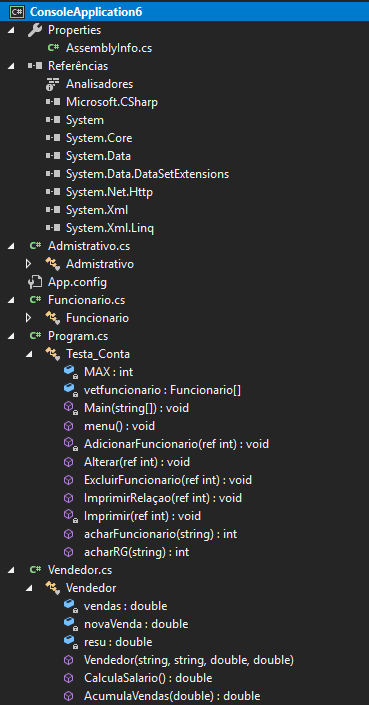 C# ConsoleApplication6
Properties
C# AssemblyInfo.cs
Referências
Analisadores
Microsoft.CSharp
System
System.Core
System.Data
System.Data.DataSetExtensions
System.Net.Http
System.Xml
System.Xml.Linq
C# Admistrativo.cs
Admistrativo
App.config
C# Funcionario.cs
Funcionario
C# Program.cs
Testa_Conta
MAX : int
vetfuncionario : Funcionario[]
Main(string[]) : void
menu() : void
AdicionarFuncionario(ref int) : void
Alterar(ref int) : void
ExcluirFuncionario(ref int) : void
ImprimirRelaçao(ref int) : void
Imprimir(ref int) : void
acharFuncionario(string) : int
acharRG(string) : int
C# Vendedor.cs
Vendedor
vendas : double
novaVenda : double
resu : double
Vendedor(string, string, double, double)
CalculaSalario() : double
AcumulaVendas(double) : double